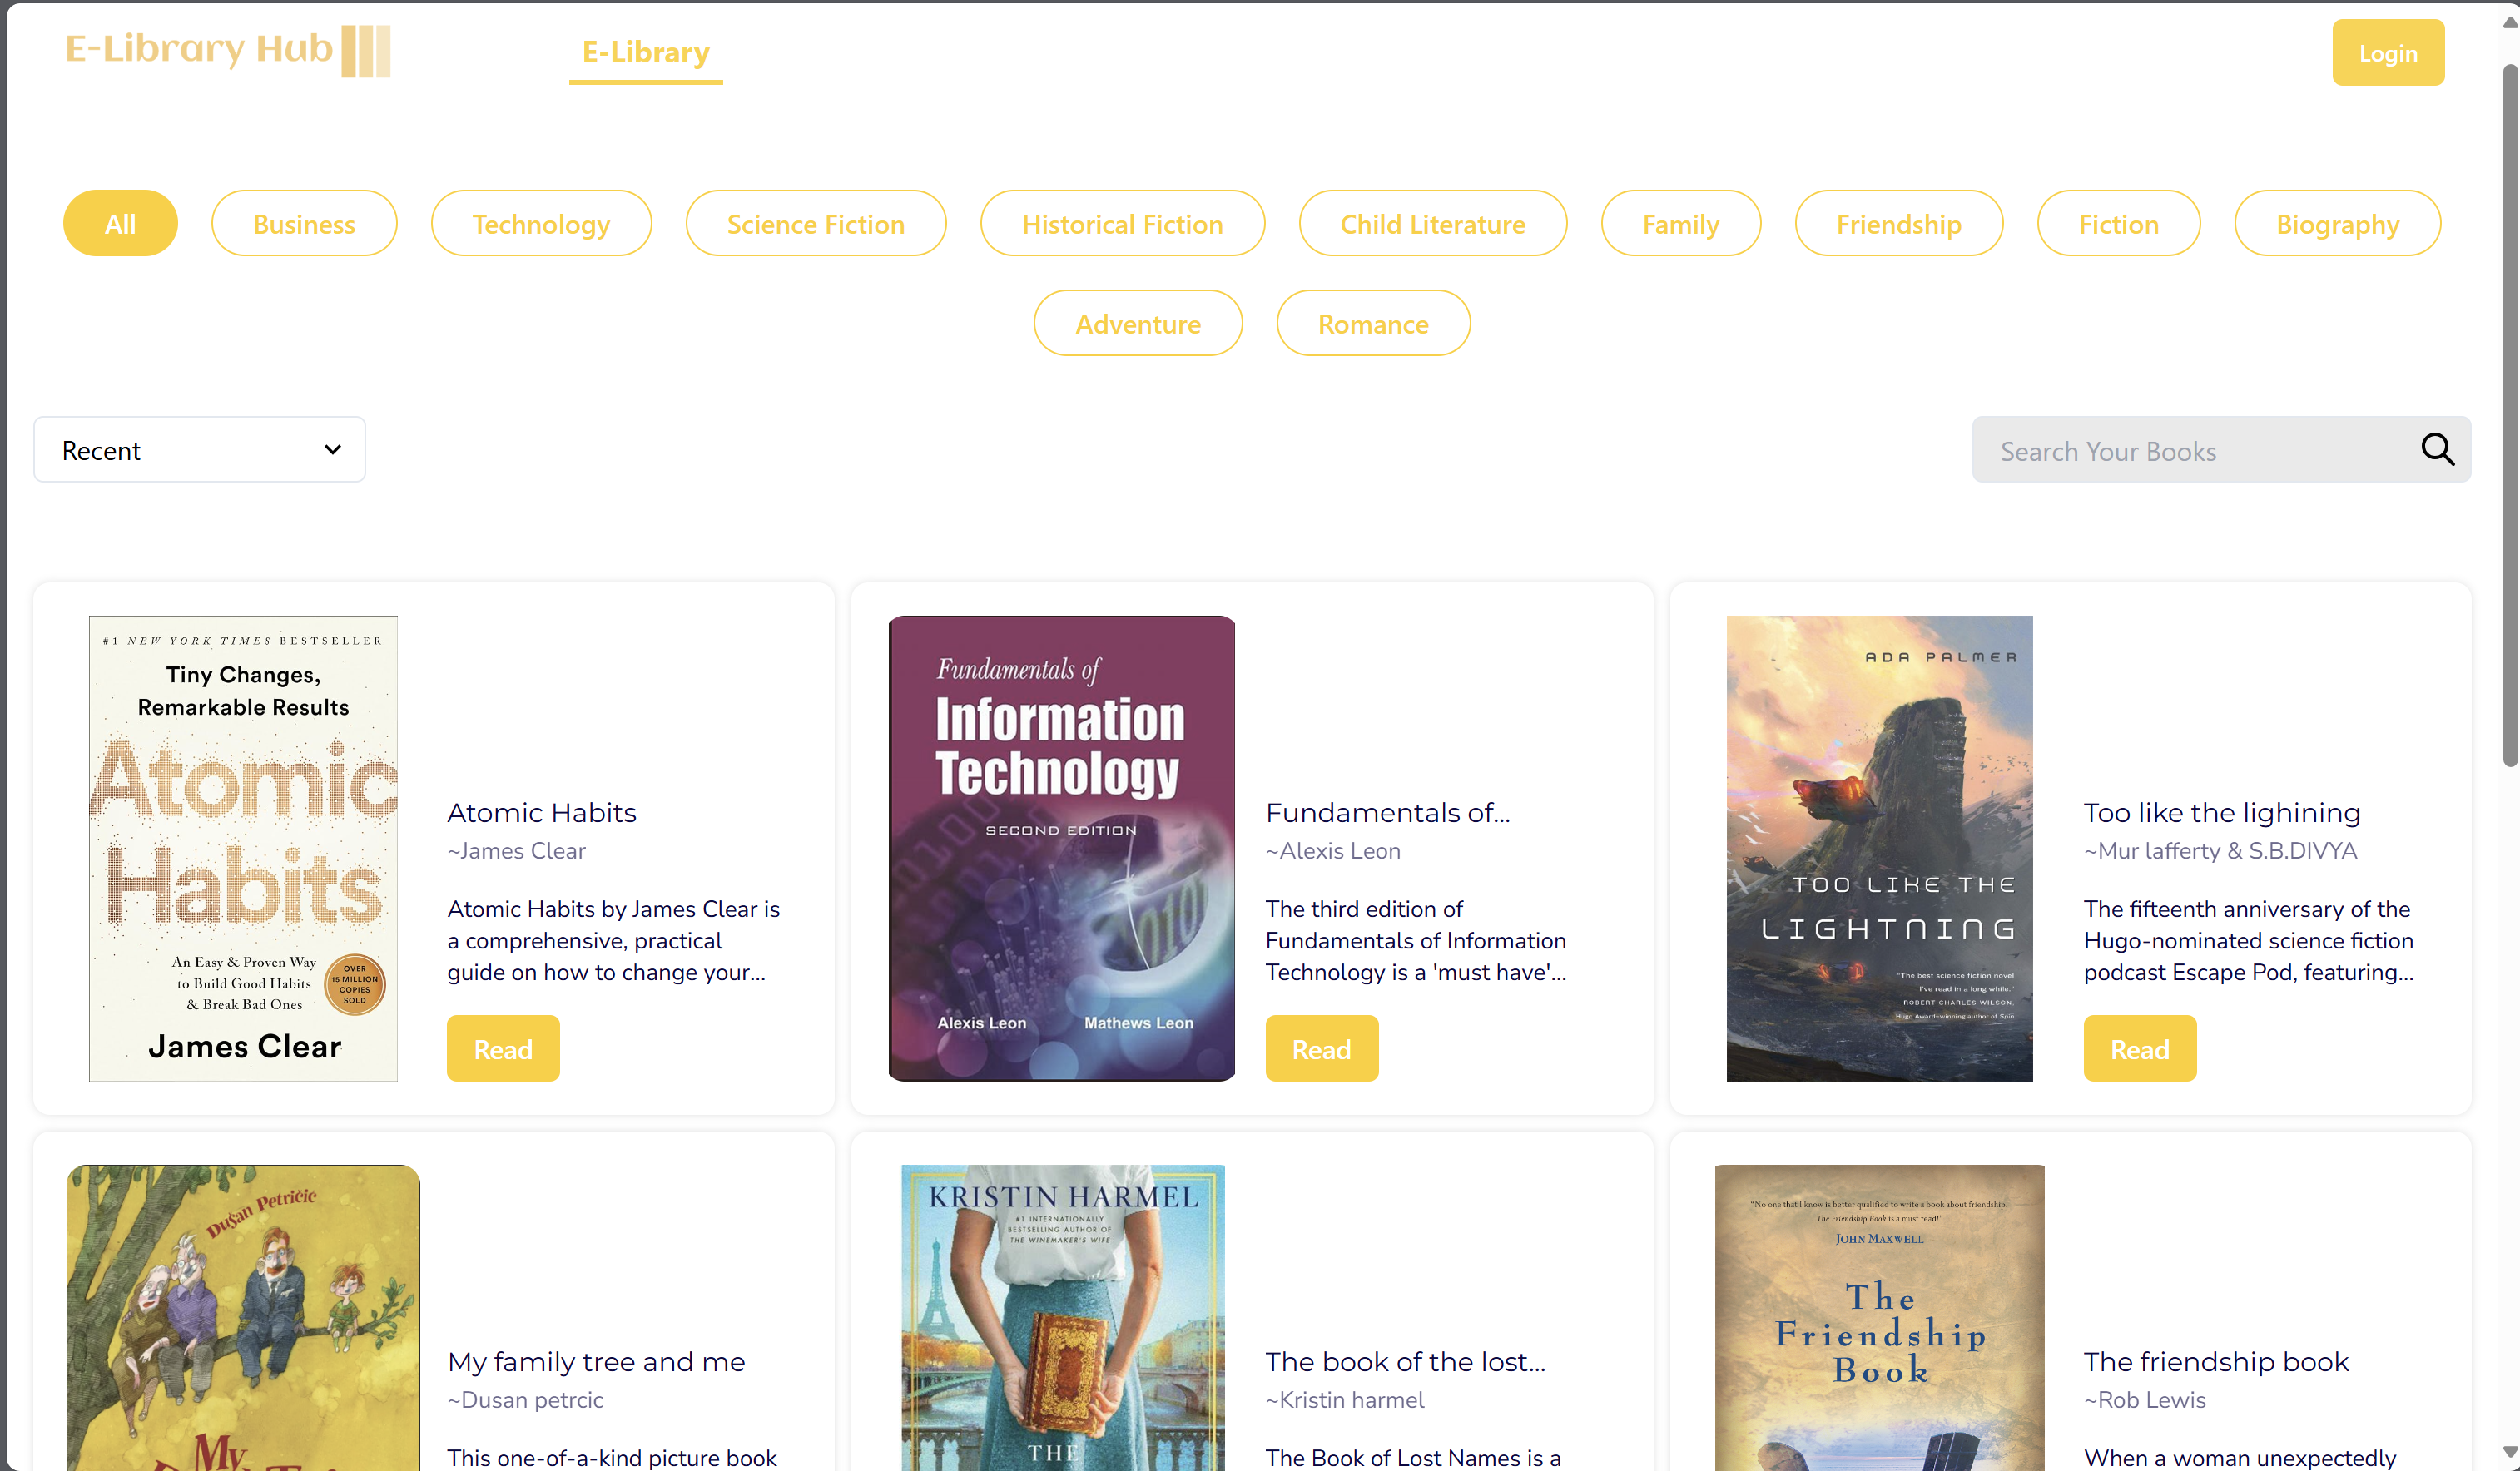 E-Library Hub
E-Library
Login
All
Business
Technology
Science Fiction
Historical Fiction
Child Literature
Family
Friendship
Fiction
Biography
Adventure
Romance
Recent
Search Your Books
#1 NEW YORK TIMES BESTSELLER
Tiny Changes,
Remarkable Results
Atomic
Habits
An Easy & Proven Way
to Build Good Habits
& Break Bad Ones
OVER
15 MILLION
COPIES
SOLD
James Clear
Atomic Habits
~James Clear
Atomic Habits by James Clear is
a comprehensive, practical
guide on how to change your...
Read
Fundamentals of
Information
Technology
SECOND EDITION
Alexis Leon
Mathews Leon
Fundamentals of...
~Alexis Leon
The third edition of
Fundamentals of Information
Technology is a 'must have'...
Read
ADA PALMER
TOO LIKE THE
LIGHTNING
"The best science fiction novel
I've read in a long while."
—ROBERT CHARLES WILSON,
Hugo Award–winning author of Spin
Too like the lighining
~Mur lafferty & S.B.DIVYA
The fifteenth anniversary of the
Hugo-nominated science fiction
podcast Escape Pod, featuring...
Read
Dušan Petričić
My
My family tree and me
~Dusan petrcic
This one-of-a-kind picture book
KRISTIN HARMEL
#1 INTERNATIONALLY
BESTSELLING AUTHOR OF
THE WINEMAKER'S WIFE
THE
The book of the lost...
~Kristin harmel
The Book of Lost Names is a
"No one that I know is better qualified to write a book about friendship.
The Friendship Book is a must read!"
JOHN MAXWELL
The
Friendship
Book
The friendship book
~Rob Lewis
When a woman unexpectedly